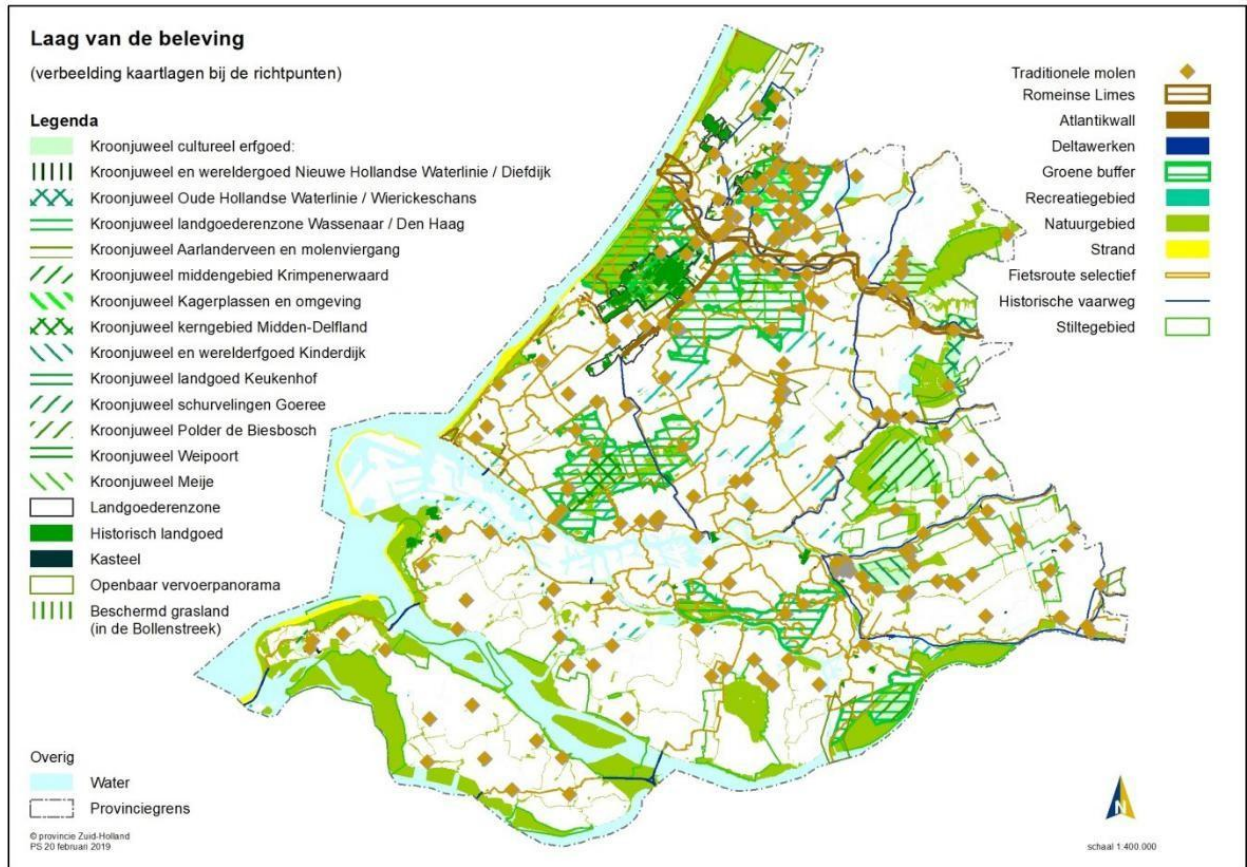 Laag van de beleving
(verbeelding kaartlagen bij de richtpunten)
Legenda
Kroonjuweel cultureel erfgoed:
Kroonjuweel en wereldergoed Nieuwe Hollandse Waterlinie / Diefdijk
Kroonjuweel Oude Hollandse Waterlinie / Wierickeschans
Kroonjuweel landgoederenzone Wassenaar / Den Haag
Kroonjuweel Aarlanderveen en molenviergang
Kroonjuweel middengebied Krimpenerwaard
Kroonjuweel Kagerplassen en omgeving
Kroonjuweel kerngebied Midden-Delfland
Kroonjuweel en werelderfgoed Kinderdijk
Kroonjuweel landgoed Keukenhof
Kroonjuweel schurvelingen Goeree
Kroonjuweel Polder de Biesbosch
Kroonjuweel Weipoort
Kroonjuweel Meije
Landgoederenzone
Historisch landgoed
Kasteel
Openbaar vervoerpanorama
Beschermd grasland
(in de Bollenstreek)
Overig
Water
Provinciegrens
© provincie Zuid-Holland
PS 20 februari 2019
Traditionele molen
Romeinse Limes
Atlantikwall
Deltawerken
Groene buffer
Recreatiegebied
Natuurgebied
Strand
Fietsroute selectief
Historische vaarweg
Stiltegebied
N
schaal 1:400.000